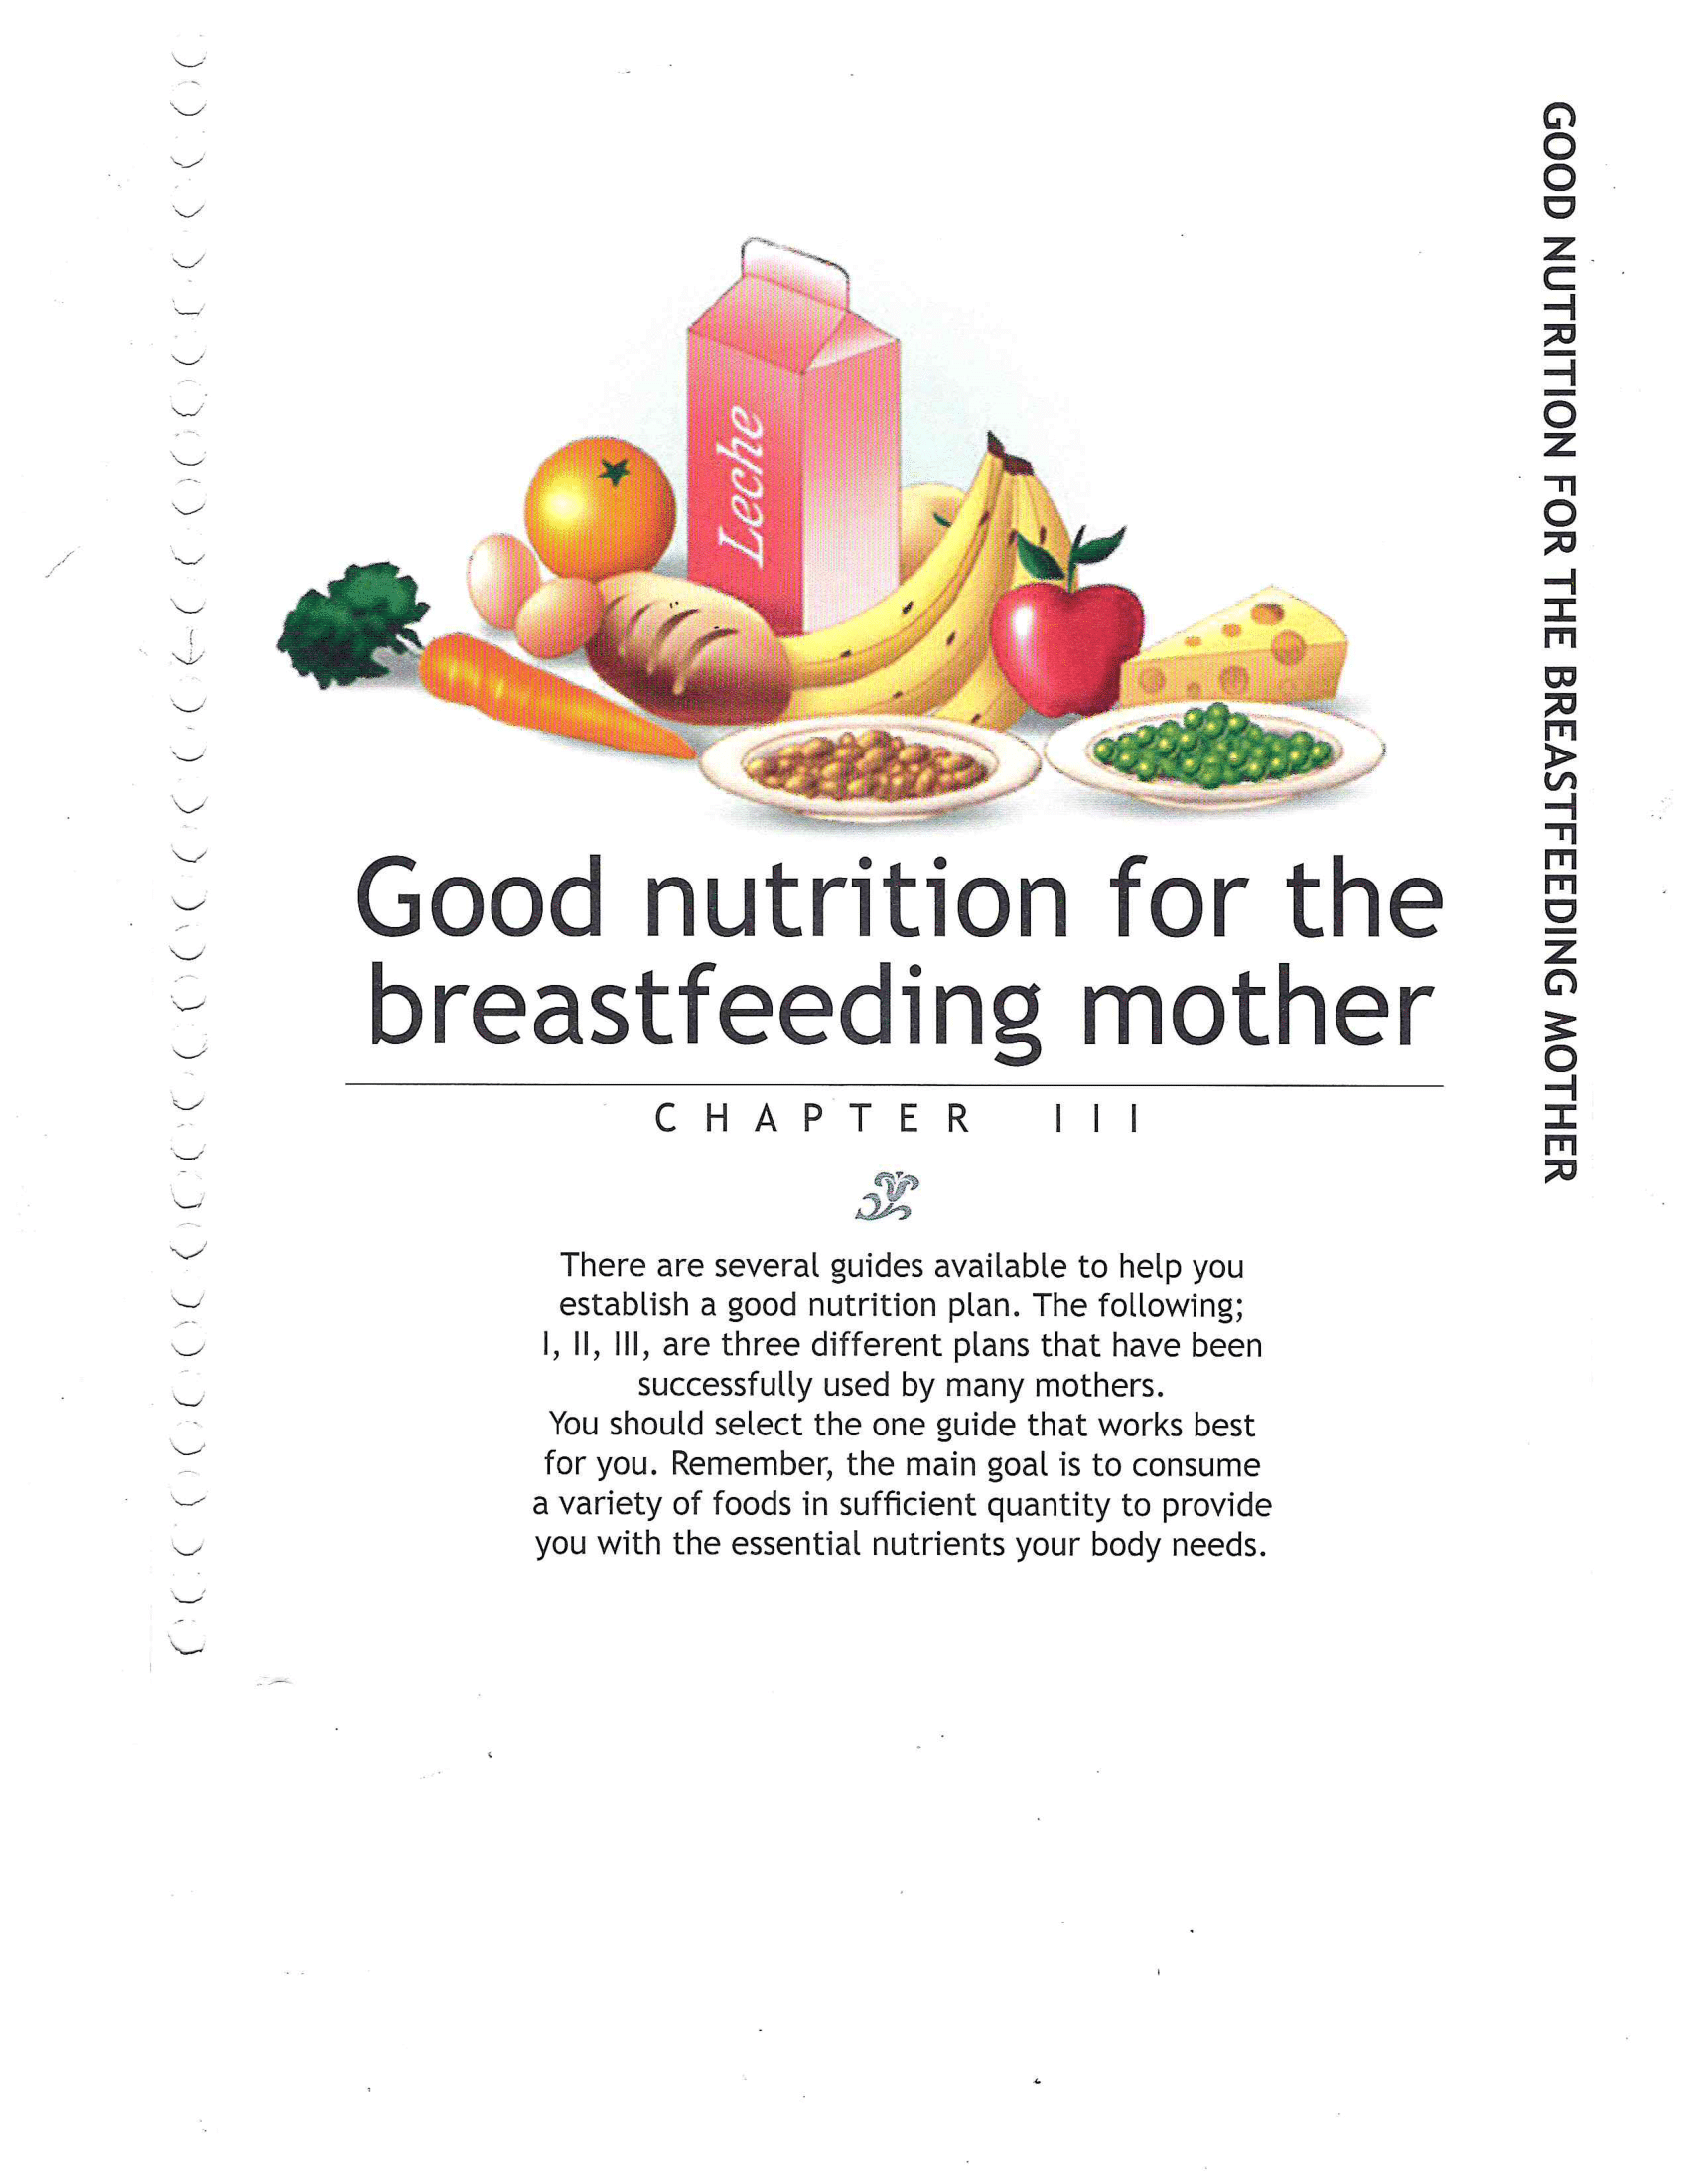 Leche
Good nutrition for the
breastfeeding mother
CHAPTER III
There are several guides available to help you
establish a good nutrition plan. The following;
I, II, III, are three different plans that have been
successfully used by many mothers.
You should select the one guide that works best
for you. Remember, the main goal is to consume
a variety of foods in sufficient quantity to provide
you with the essential nutrients your body needs.
GOOD NUTRITION FOR THE BREASTFEEDING MOTHER